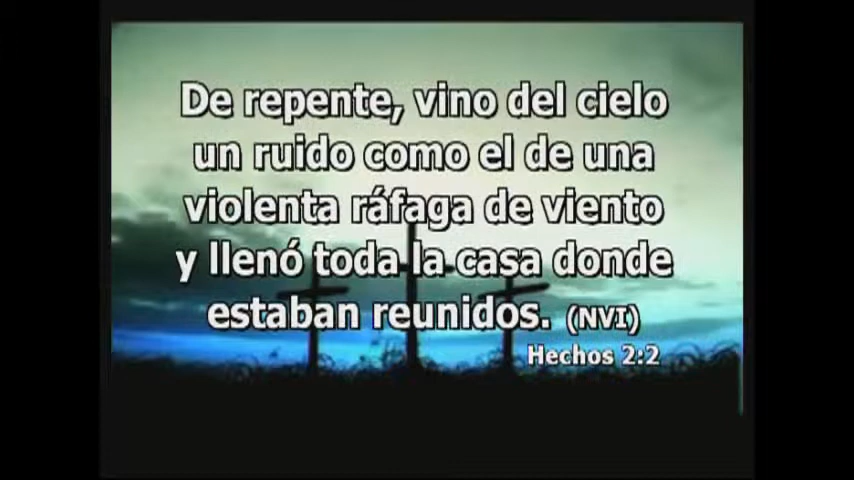 De repente, vino del cielo
un ruido como el de una
violenta ráfaga de viento
y llenó toda la casa donde
estaban reunidos. (NVI)
Hechos 2:2